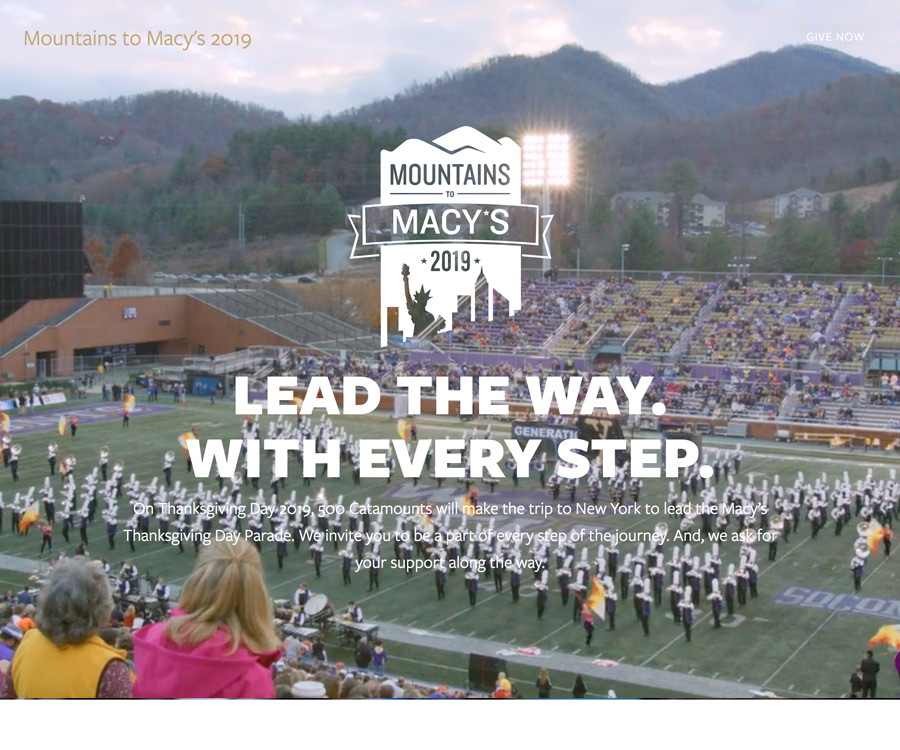 Mountains to Macy's 2019
GIVE NOW
MOUNTAINS
TO
MACY*S
*2019*
LEAD THE WAY.
GENERATI
WITH EVERY STEP.
On Thanksgiving Day 2019, 500 Catamounts will make the trip to New York to lead the Macy's
Thanksgiving Day Parade. We invite you to be a part of every step of the journey. And, we ask for
your support along the way.
SOCON